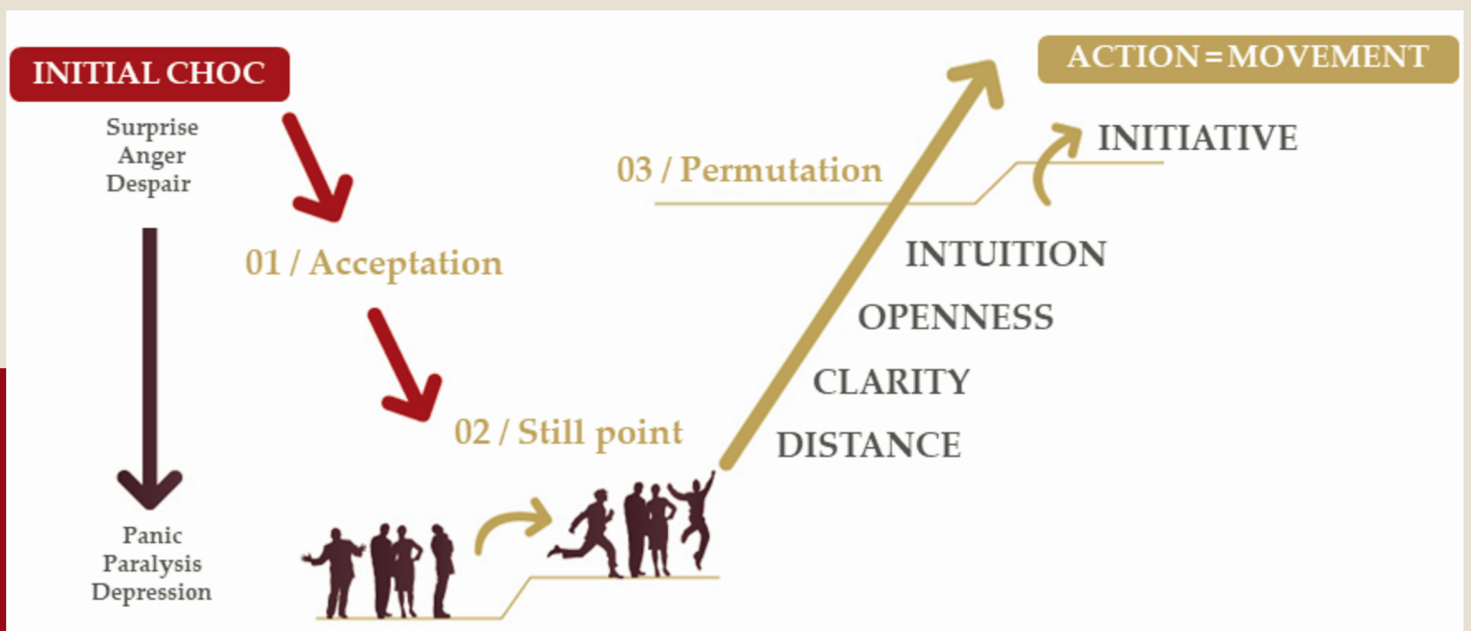 INITIAL CHOC
Surprise
Anger
Despair
01 / Acceptation
02 / Still point
Panic
Paralysis
Depression
ACTION=MOVEMENT
INITIATIVE
03 / Permutation
INTUITION
OPENNESS
CLARITY
DISTANCE